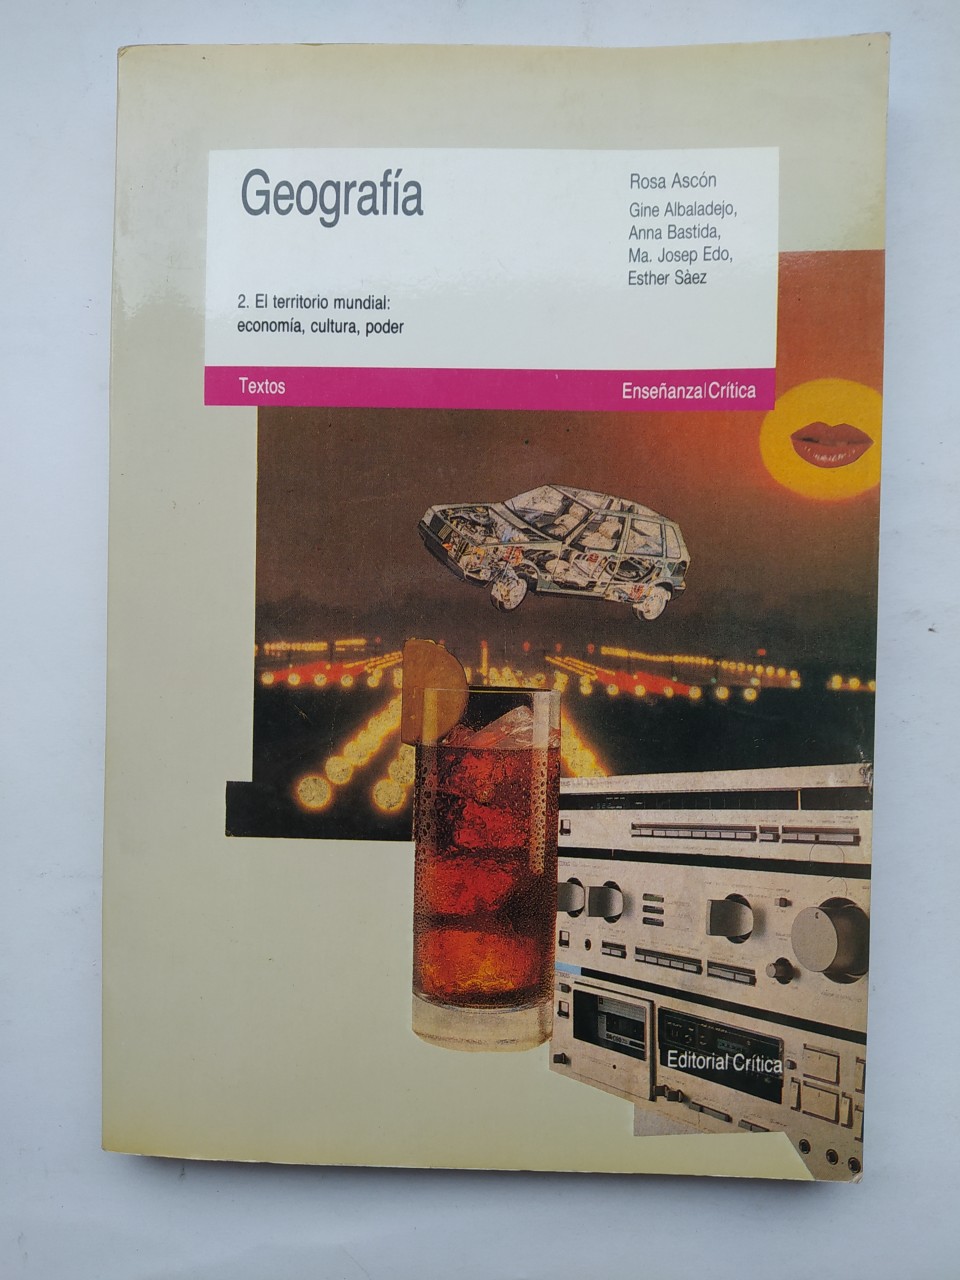 Geografía
2. El territorio mundial:
economía, cultura, poder
Rosa Ascón
Gine Albaladejo,
Anna Bastida,
Ma. Josep Edo,
Esther Sàez
Textos
Enseñanza|Crítica
Editorial Crítica